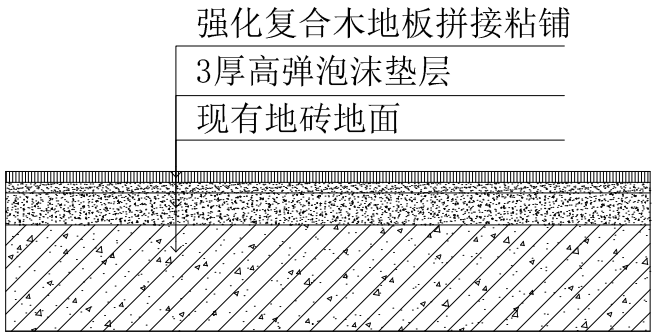 强化复合木地板拼接粘铺
3厚高弹泡沫垫层
现有地砖地面